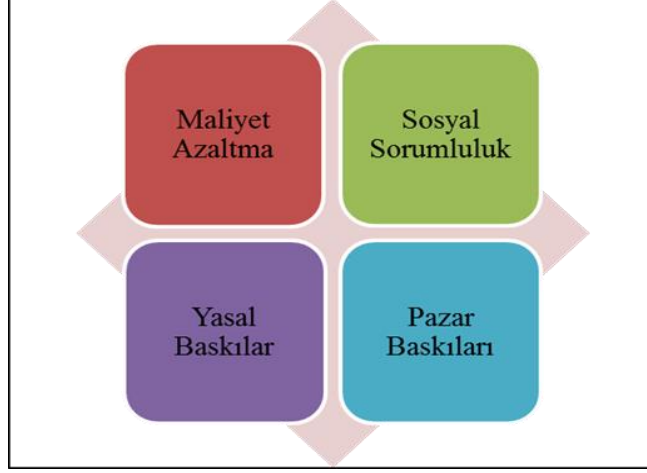 Maliyet
Azaltma
Sosyal
Sorumluluk
Yasal
Baskılar
Pazar
Baskıları